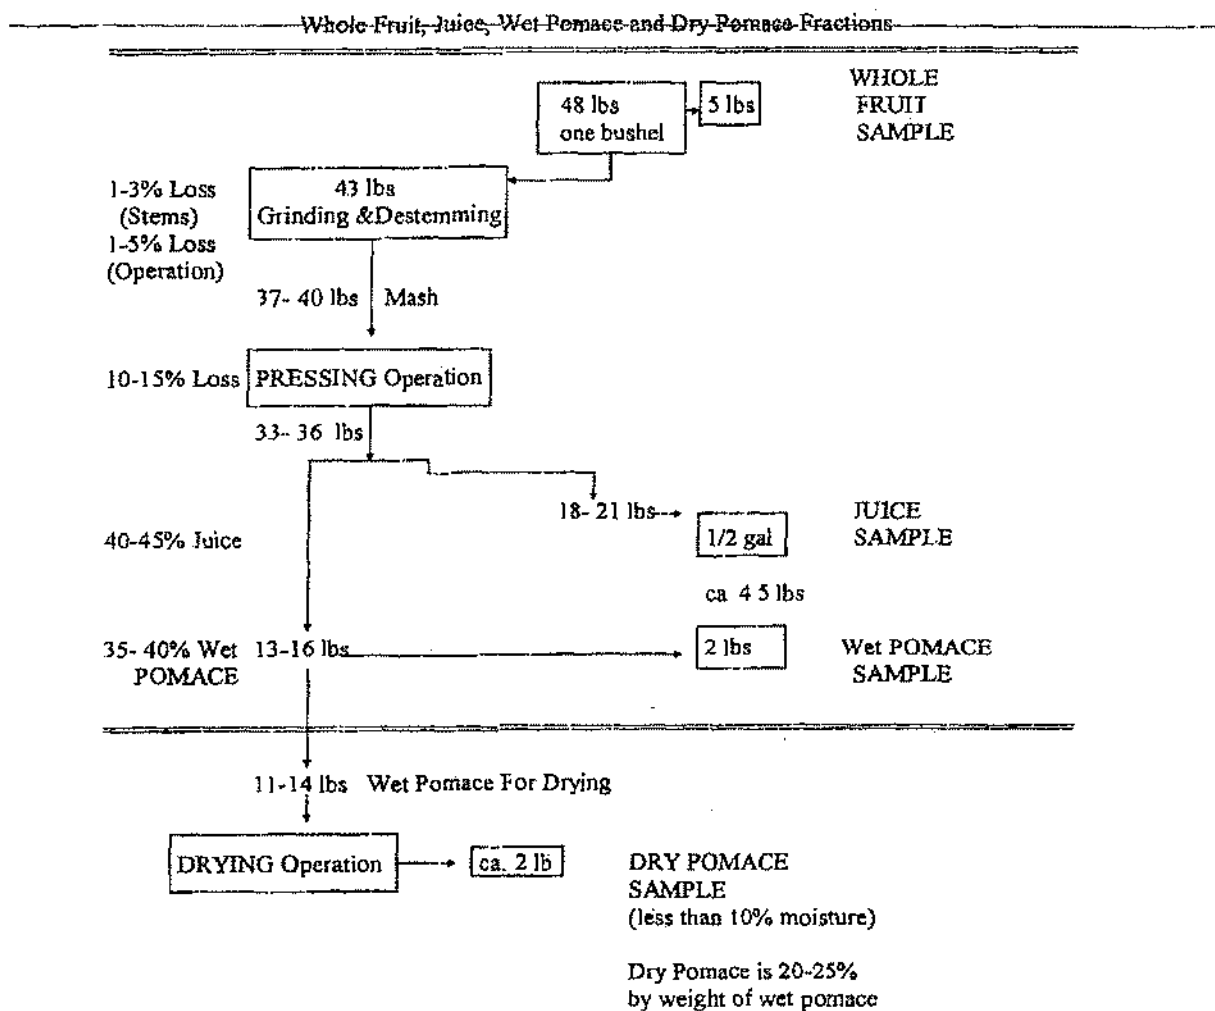 Whole Fruit, Juice, Wet Pomace and Dry Pomace Fractions
48 lbs
one bushel
5 lbs
WHOLE
FRUIT
SAMPLE
1-3% Loss
(Stems)
1-5% Loss
(Operation)
43 lbs
Grinding &Destemming
37- 40 lbs Mash
10-15% Loss
PRESSING Operation
33- 36 lbs
18- 21 lbs
40-45% Juice
1/2 gal
JUICE
SAMPLE
ca 4 5 lbs
35- 40% Wet
POMACE
13-16 lbs
2 lbs
Wet POMACE
SAMPLE
11-14 lbs Wet Pomace For Drying
DRYING Operation
ca. 2 lb
DRY POMACE
SAMPLE
(less than 10% moisture)
Dry Pomace is 20-25%
by weight of wet pomace